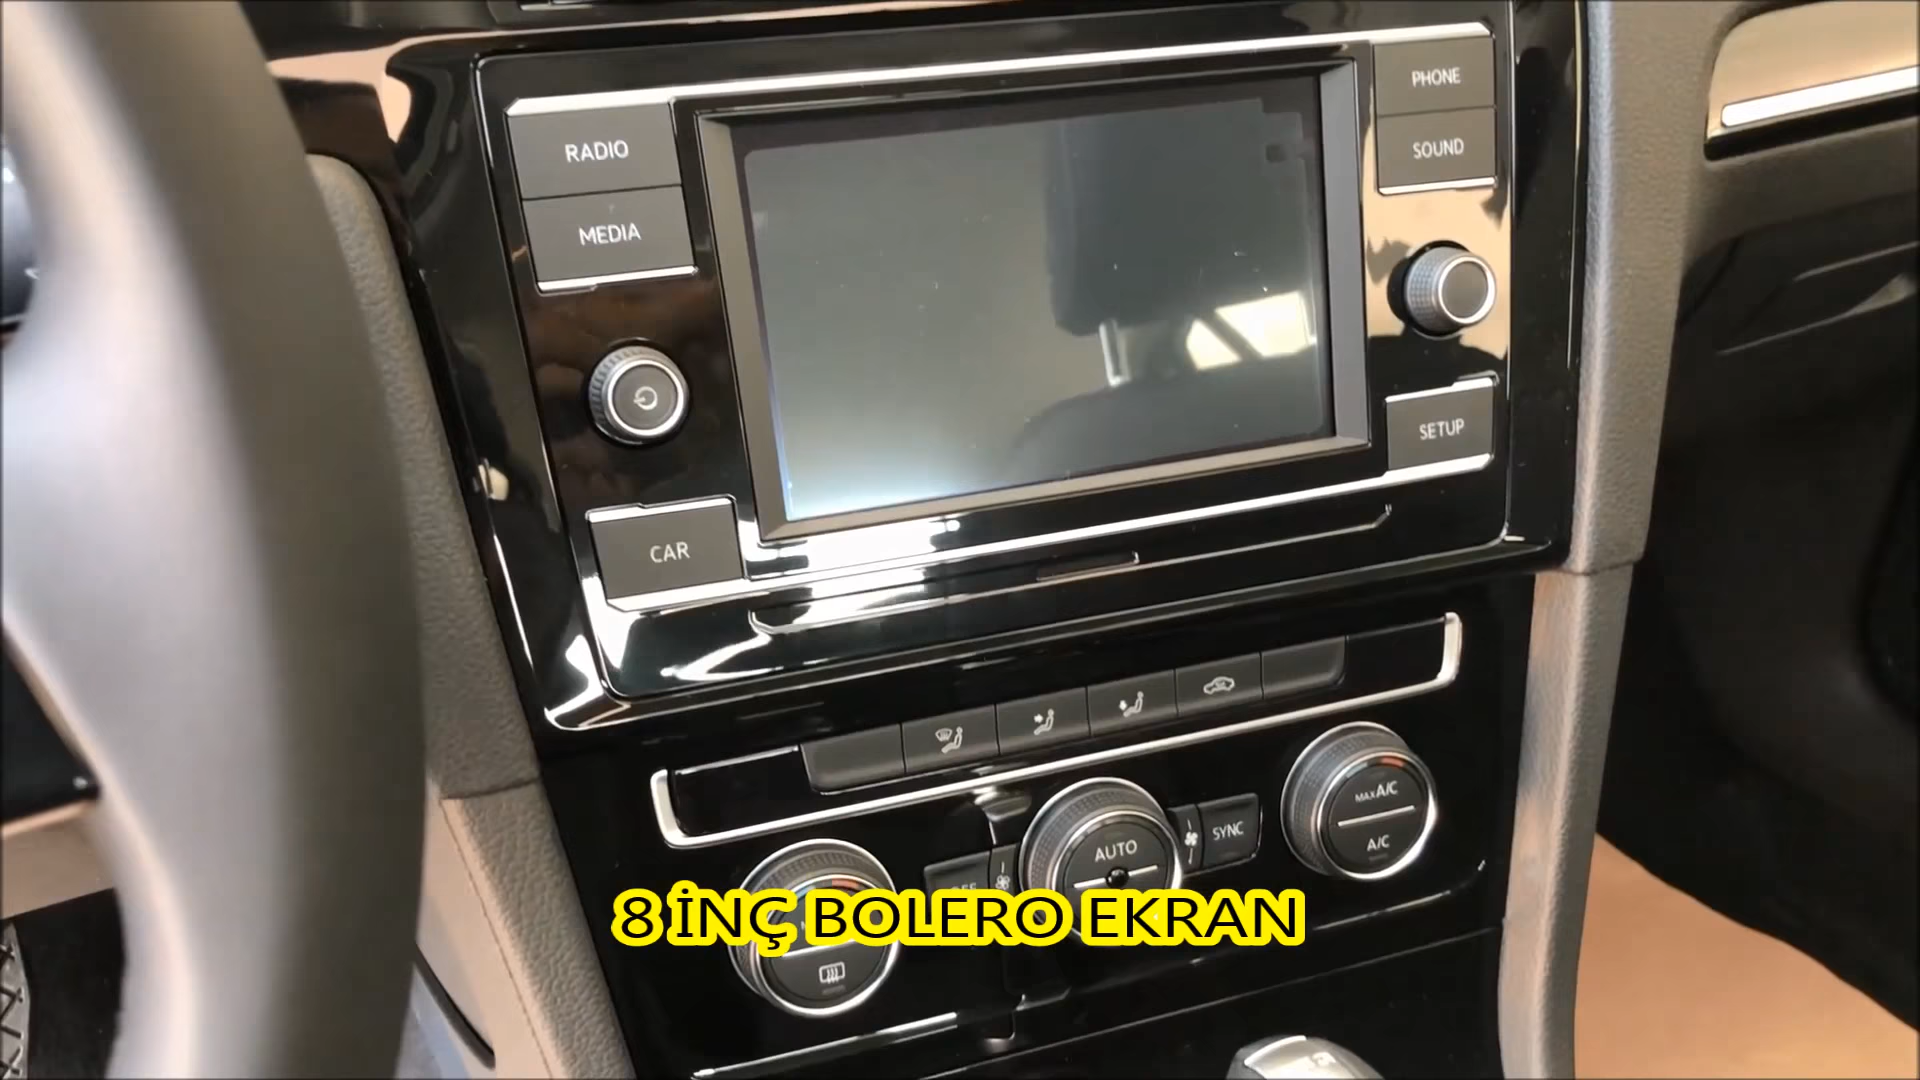 RADIO
MEDIA
PHONE
SOUND
SETUP
CAR
AUTO
SYNC
MAX A/C
A/C
8 İNÇ BOLERO EKRAN